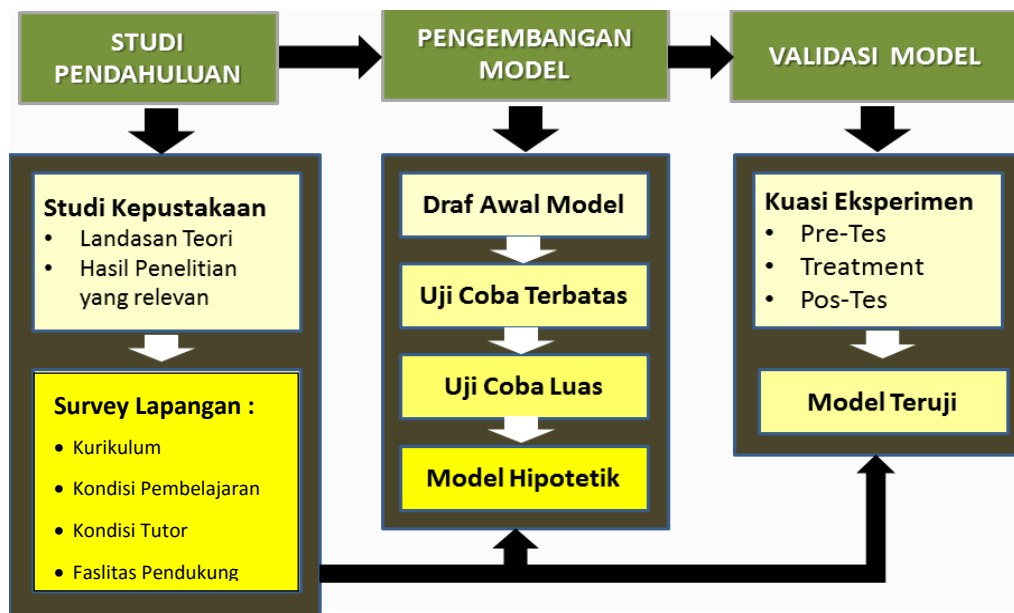 STUDI
PENDAHULUAN
PENGEMBANGAN
MODEL
VALIDASI MODEL
Studi Kepustakaan
• Landasan Teori
• Hasil Penelitian
yang relevan
Survey Lapangan :
• Kurikulum
• Kondisi Pembelajaran
• Kondisi Tutor
• Faslitas Pendukung
Draf Awal Model
Uji Coba Terbatas
Uji Coba Luas
Model Hipotetik
Kuasi Eksperimen
• Pre-Tes
• Treatment
• Pos-Tes
Model Teruji